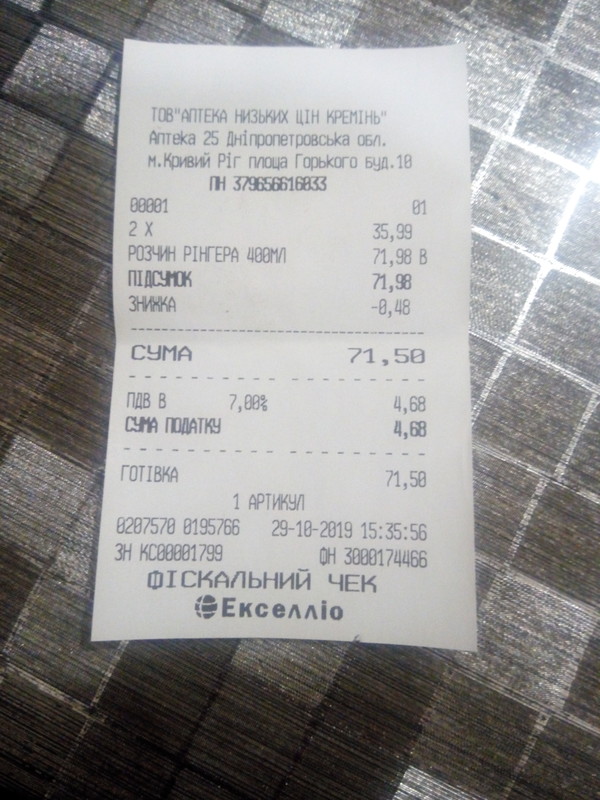 ТОВ"АПТЕКА НИЗЬКИХ ЦІН КРЕМІНЬ"
Аптека 25 Дніпропетровська обл.
м.Кривий Ріг площа Горького буд.10
ПН 379656616033
00001 01
2 X 35,99
РОЗЧИН РІНГЕРА 400МЛ 71,98 В
ПІДСУМОК 71,98
ЗНИЖКА -0,48
СУМА 71,50
ПДВ В 7,00% 4,68
СУМА ПОДАТКУ 4,68
ГОТІВКА 71,50
1 АРТИКУЛ
0207570 0195766 29-10-2019 15:35:56
ЗН КС00001799 ФН 3000174466
ФІСКАЛЬНИЙ ЧЕК
Екселліо